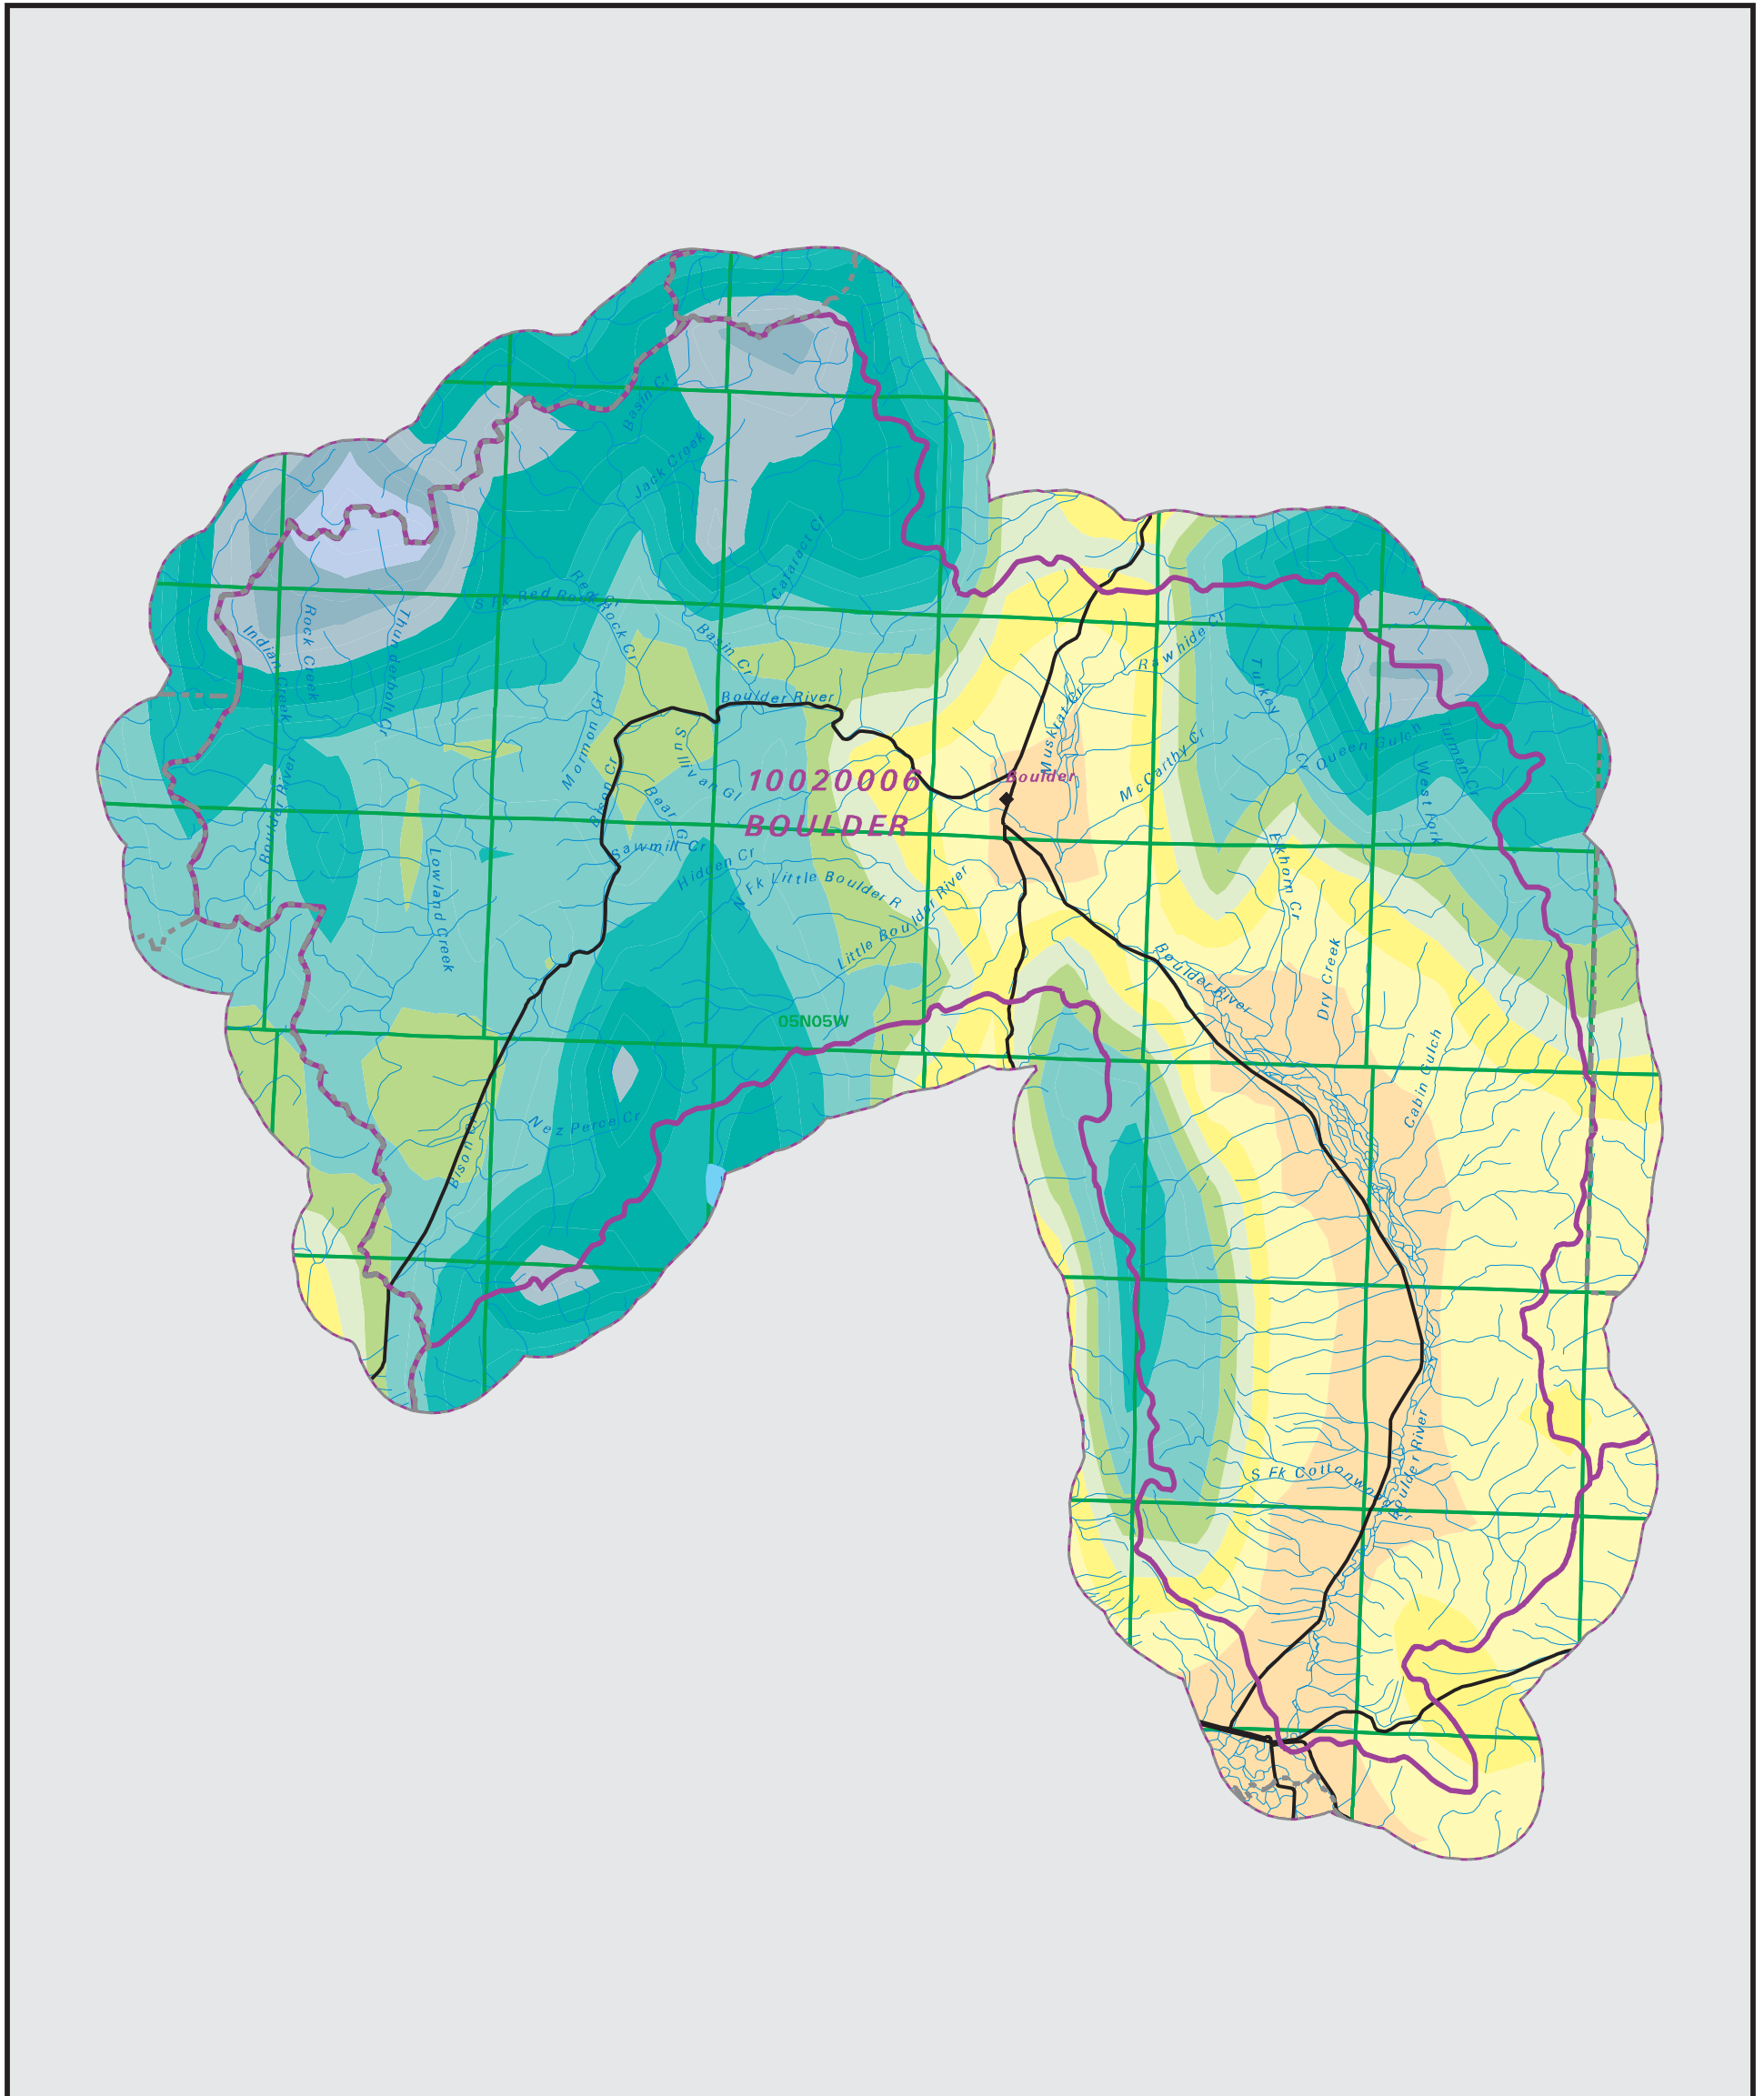 Basin Cr
Jack Creek
Cataract Cr
S Fk Red Rock Cr
Red Rock Cr
Rock Creek
Thunderbolt Cr
Indian Creek
Basin Cr
Rawhide Cr
Turkey Cr
Muskrat Cr
Boulder River
Mormon Gl
Sullivan Gl
McCarthy Cr
Queen Gulch
Turman Cr
West Fork
10020006
BOULDER
Boulder
Boulder River
Bison Cr
Bear Gl
Sawmill Cr
Hidden Cr
N Fk Little Boulder R
Little Boulder River
Lowland Creek
Elkhorn Cr
Dry Creek
Boulder River
05N05W
Cabin Gulch
Nez Perce Cr
Bison Cr
S Fk Cottonwood Cr
Boulder River